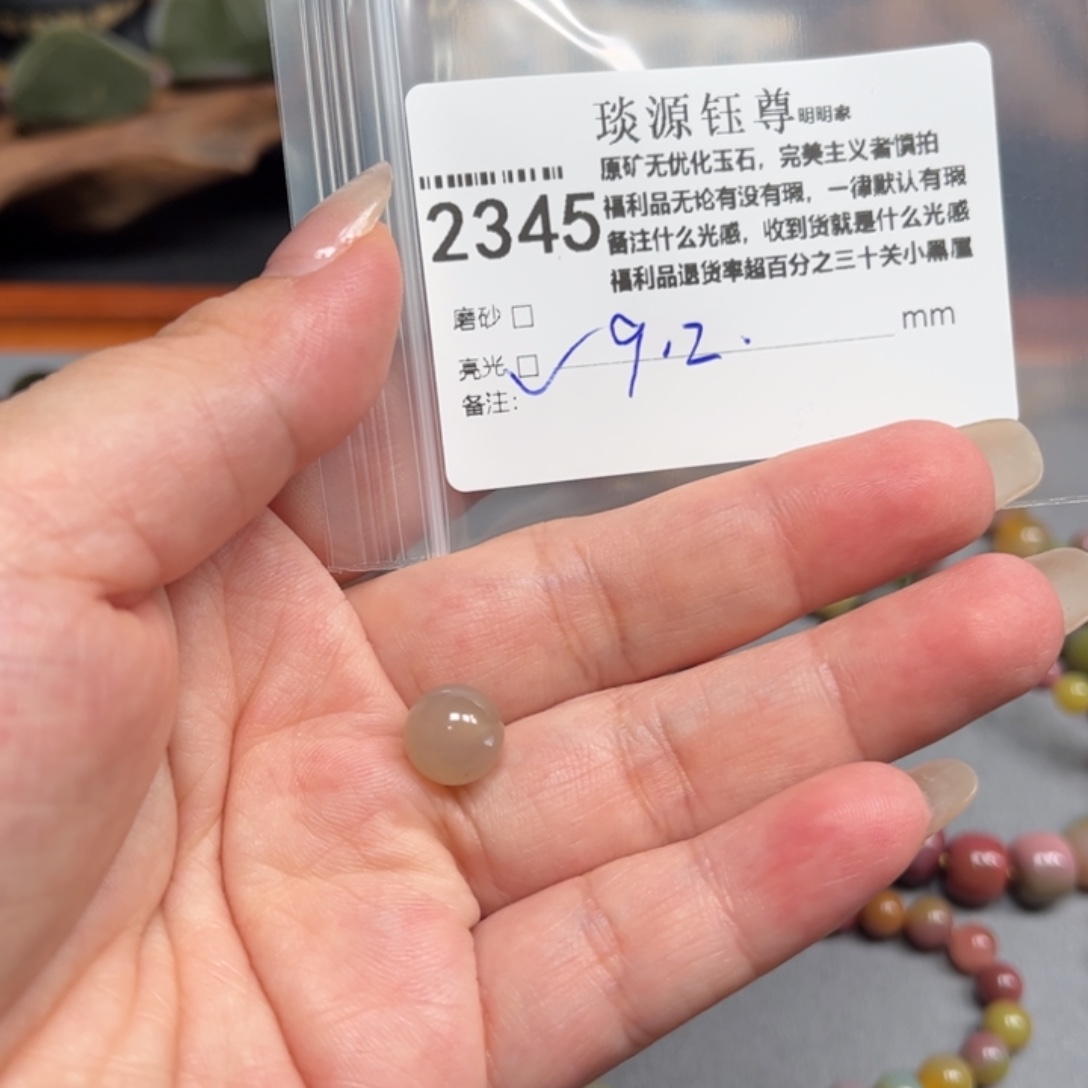 琰源钰尊明明家
原矿无优化玉石，完美主义者慎拍
2345
福利品无论有没有瑕，一律默认有瑕
备注什么光感，收到货就是什么光感
福利品退货率超百分之三十关小黑屋
磨砂□
亮光□ ✓ 9.2. mm
备注：